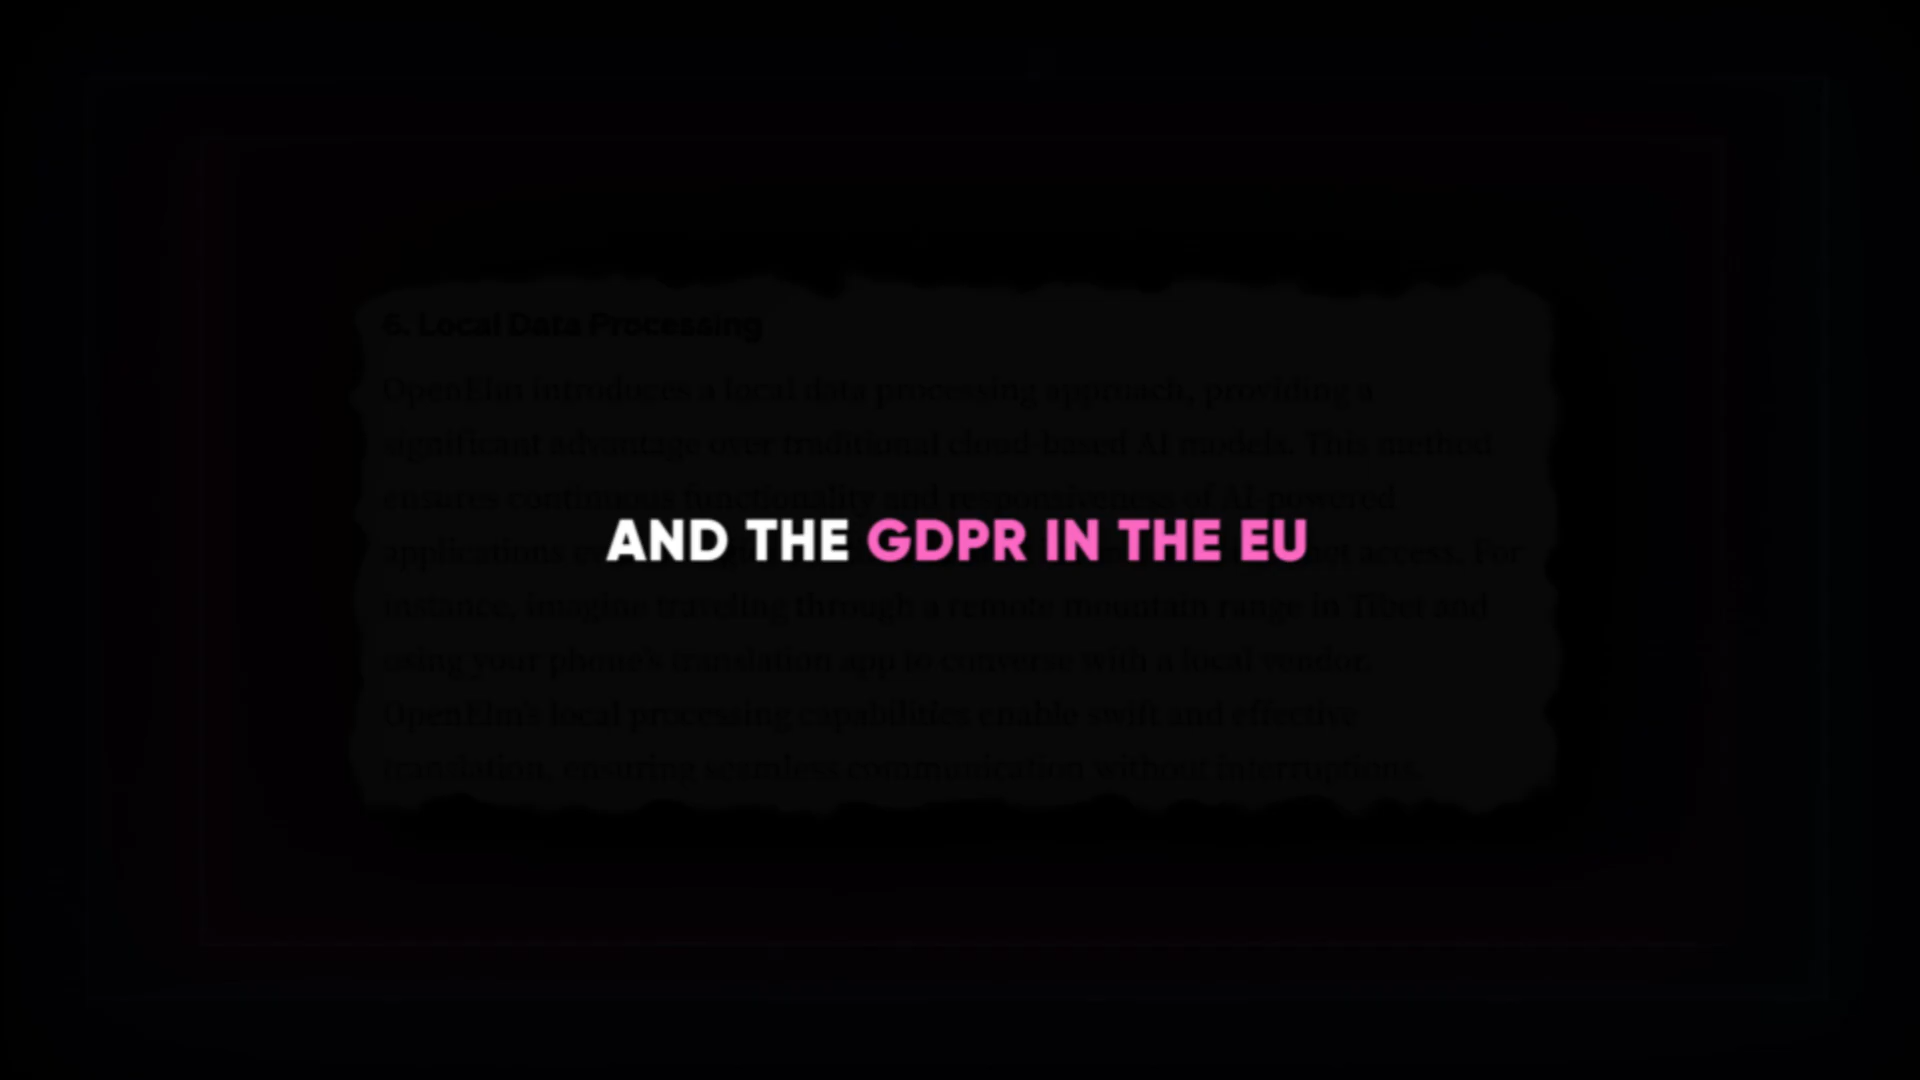 6. Local Data Processing
OpenElm introduces a local data processing approach, providing a
significant advantage over traditional cloud-based AI models. This method
ensures continuous functionality and responsiveness of AI-powered
AND THE GDPR IN THE EU
applications access. For
instance, imagine traveling through a remote mountain range in Tibet and
using your phone's translation app to converse with a local vendor.
OpenElm's local processing capabilities enable swift and effective
translation, ensuring seamless communication without interruptions.